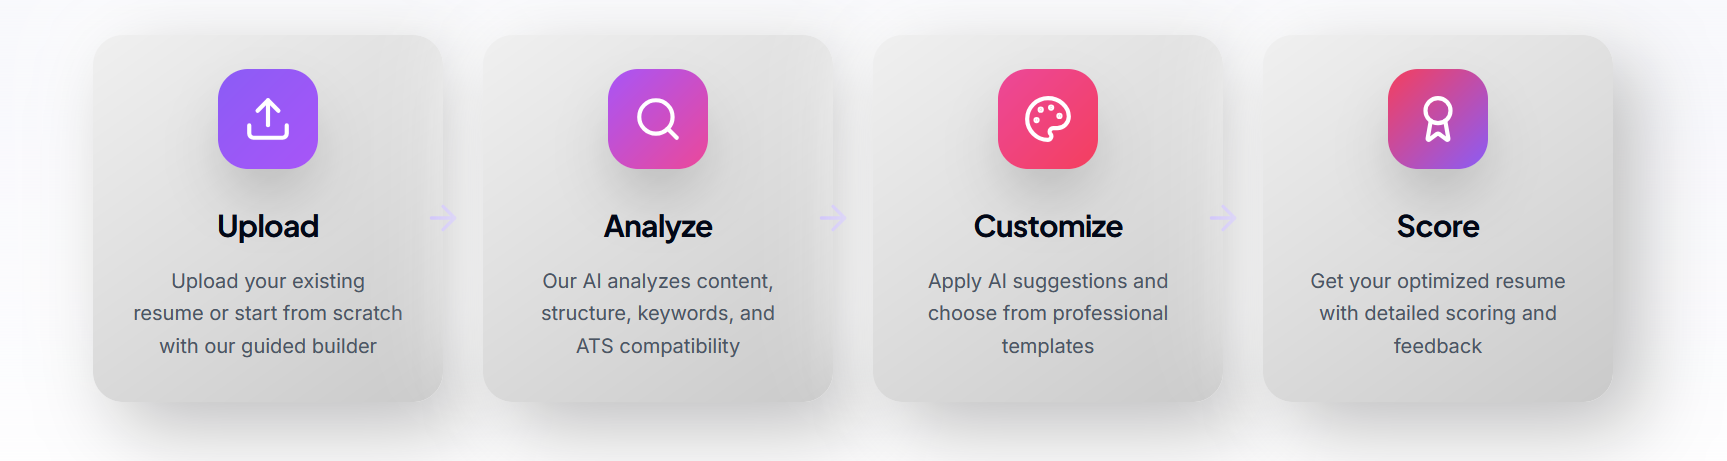 Upload
Upload your existing
resume or start from scratch
with our guided builder
Analyze
Our AI analyzes content,
structure, keywords, and
ATS compatibility
Customize
Apply AI suggestions and
choose from professional
templates
Score
Get your optimized resume
with detailed scoring and
feedback